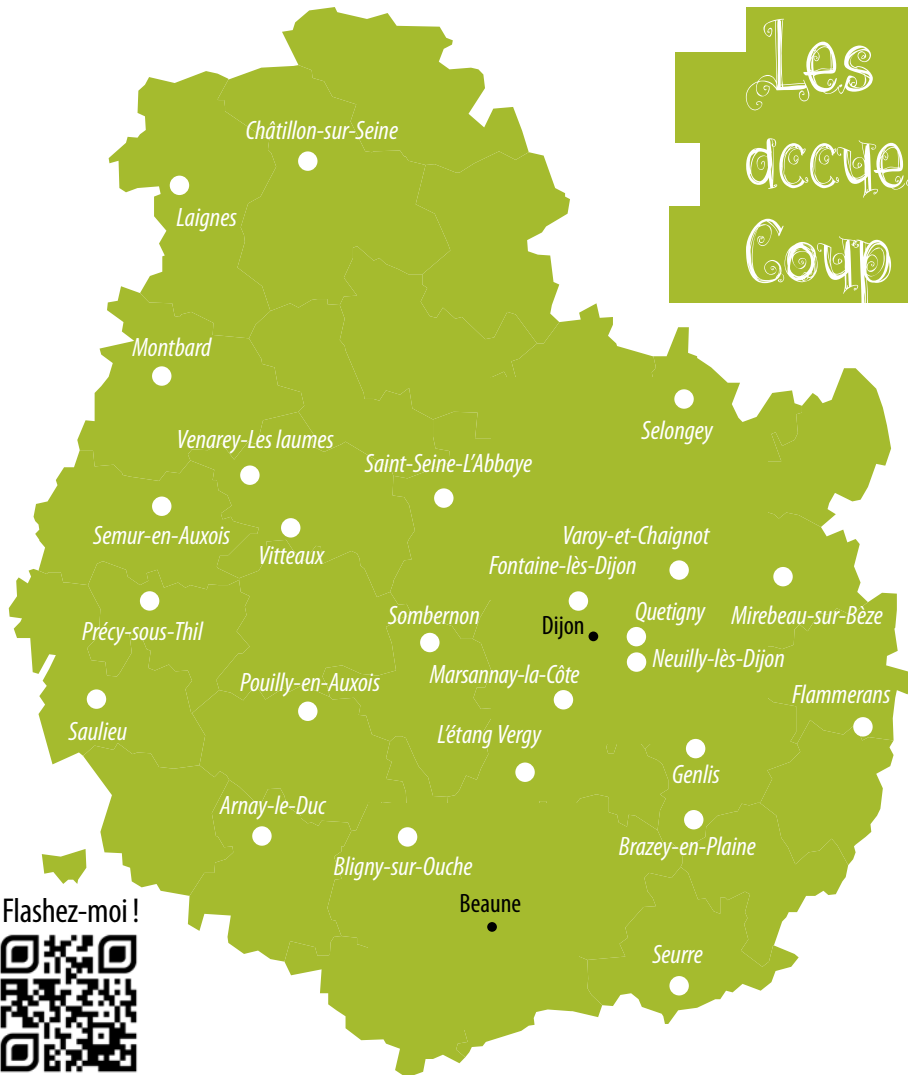 Les
accue
Coup
Châtillon-sur-Seine
Laignes
Montbard
Selongey
Venarey-Les laumes
Saint-Seine-L'Abbaye
Semur-en-Auxois
Vitteaux
Varoy-et-Chaignot
Fontaine-lès-Dijon
Précy-sous-Thil
Sombernon
Dijon
Quetigny
Mirebeau-sur-Bèze
Neuilly-lès-Dijon
Marsannay-la-Côte
Pouilly-en-Auxois
Flammerans
Saulieu
L'étang Vergy
Genlis
Arnay-le-Duc
Brazey-en-Plaine
Bligny-sur-Ouche
Beaune
Flashez-moi !
Seurre